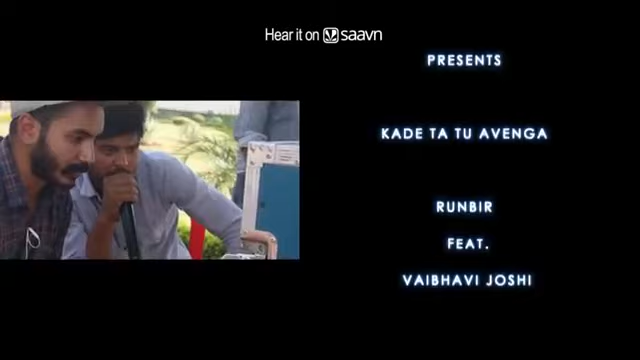 Hear it on saavn
PRESENTS
KADE TA TU AVENGA
RUNBIR
FEAT.
VAIBHAVI JOSHI